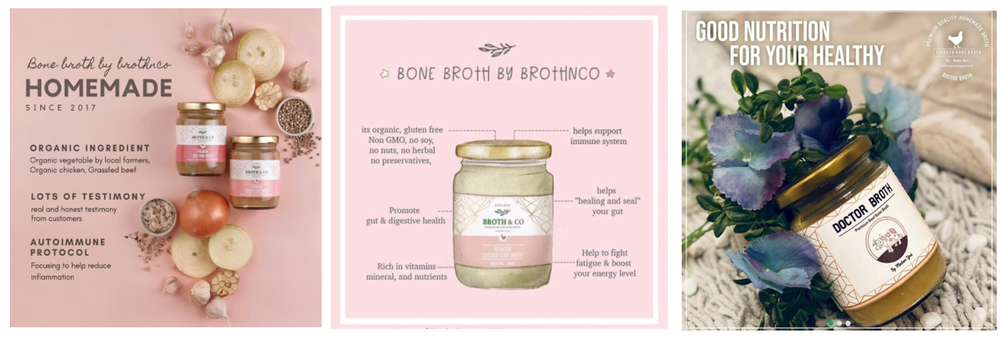 Bone broth by brothnco
HOMEMADE
SINCE 2017
ORGANIC INGREDIENT
Organic vegetable by local farmers,
Organic chicken, Grassfed beef
LOTS OF TESTIMONY
real and honest testimony
from customers
AUTOIMMUNE
PROTOCOL
Focusing to help reduce
inflammation
BROTH & CO
BROTH & CO
BONE BROTH BY BROTHNCO
its organic, gluten free
Non GMO, no soy,
no nuts, no herbal
no preservatives,
helps support
immune system
helps
"healing and seal"
your gut
Promote
gut & digestive health
Rich in vitamins
mineral, and nutrients
Help to fight
fatigue & boost
your energy level
BROTH & CO
PREMIUM
CHICKEN BONE BROTH
GOOD NUTRITION
FOR YOUR HEALTHY
PREMIUM QUALITY HOMEMADE BROTH
CHICKEN BONE BROTH
DOCTOR BROTH
DOCTOR BROTH
Premium Beef Bone Broth